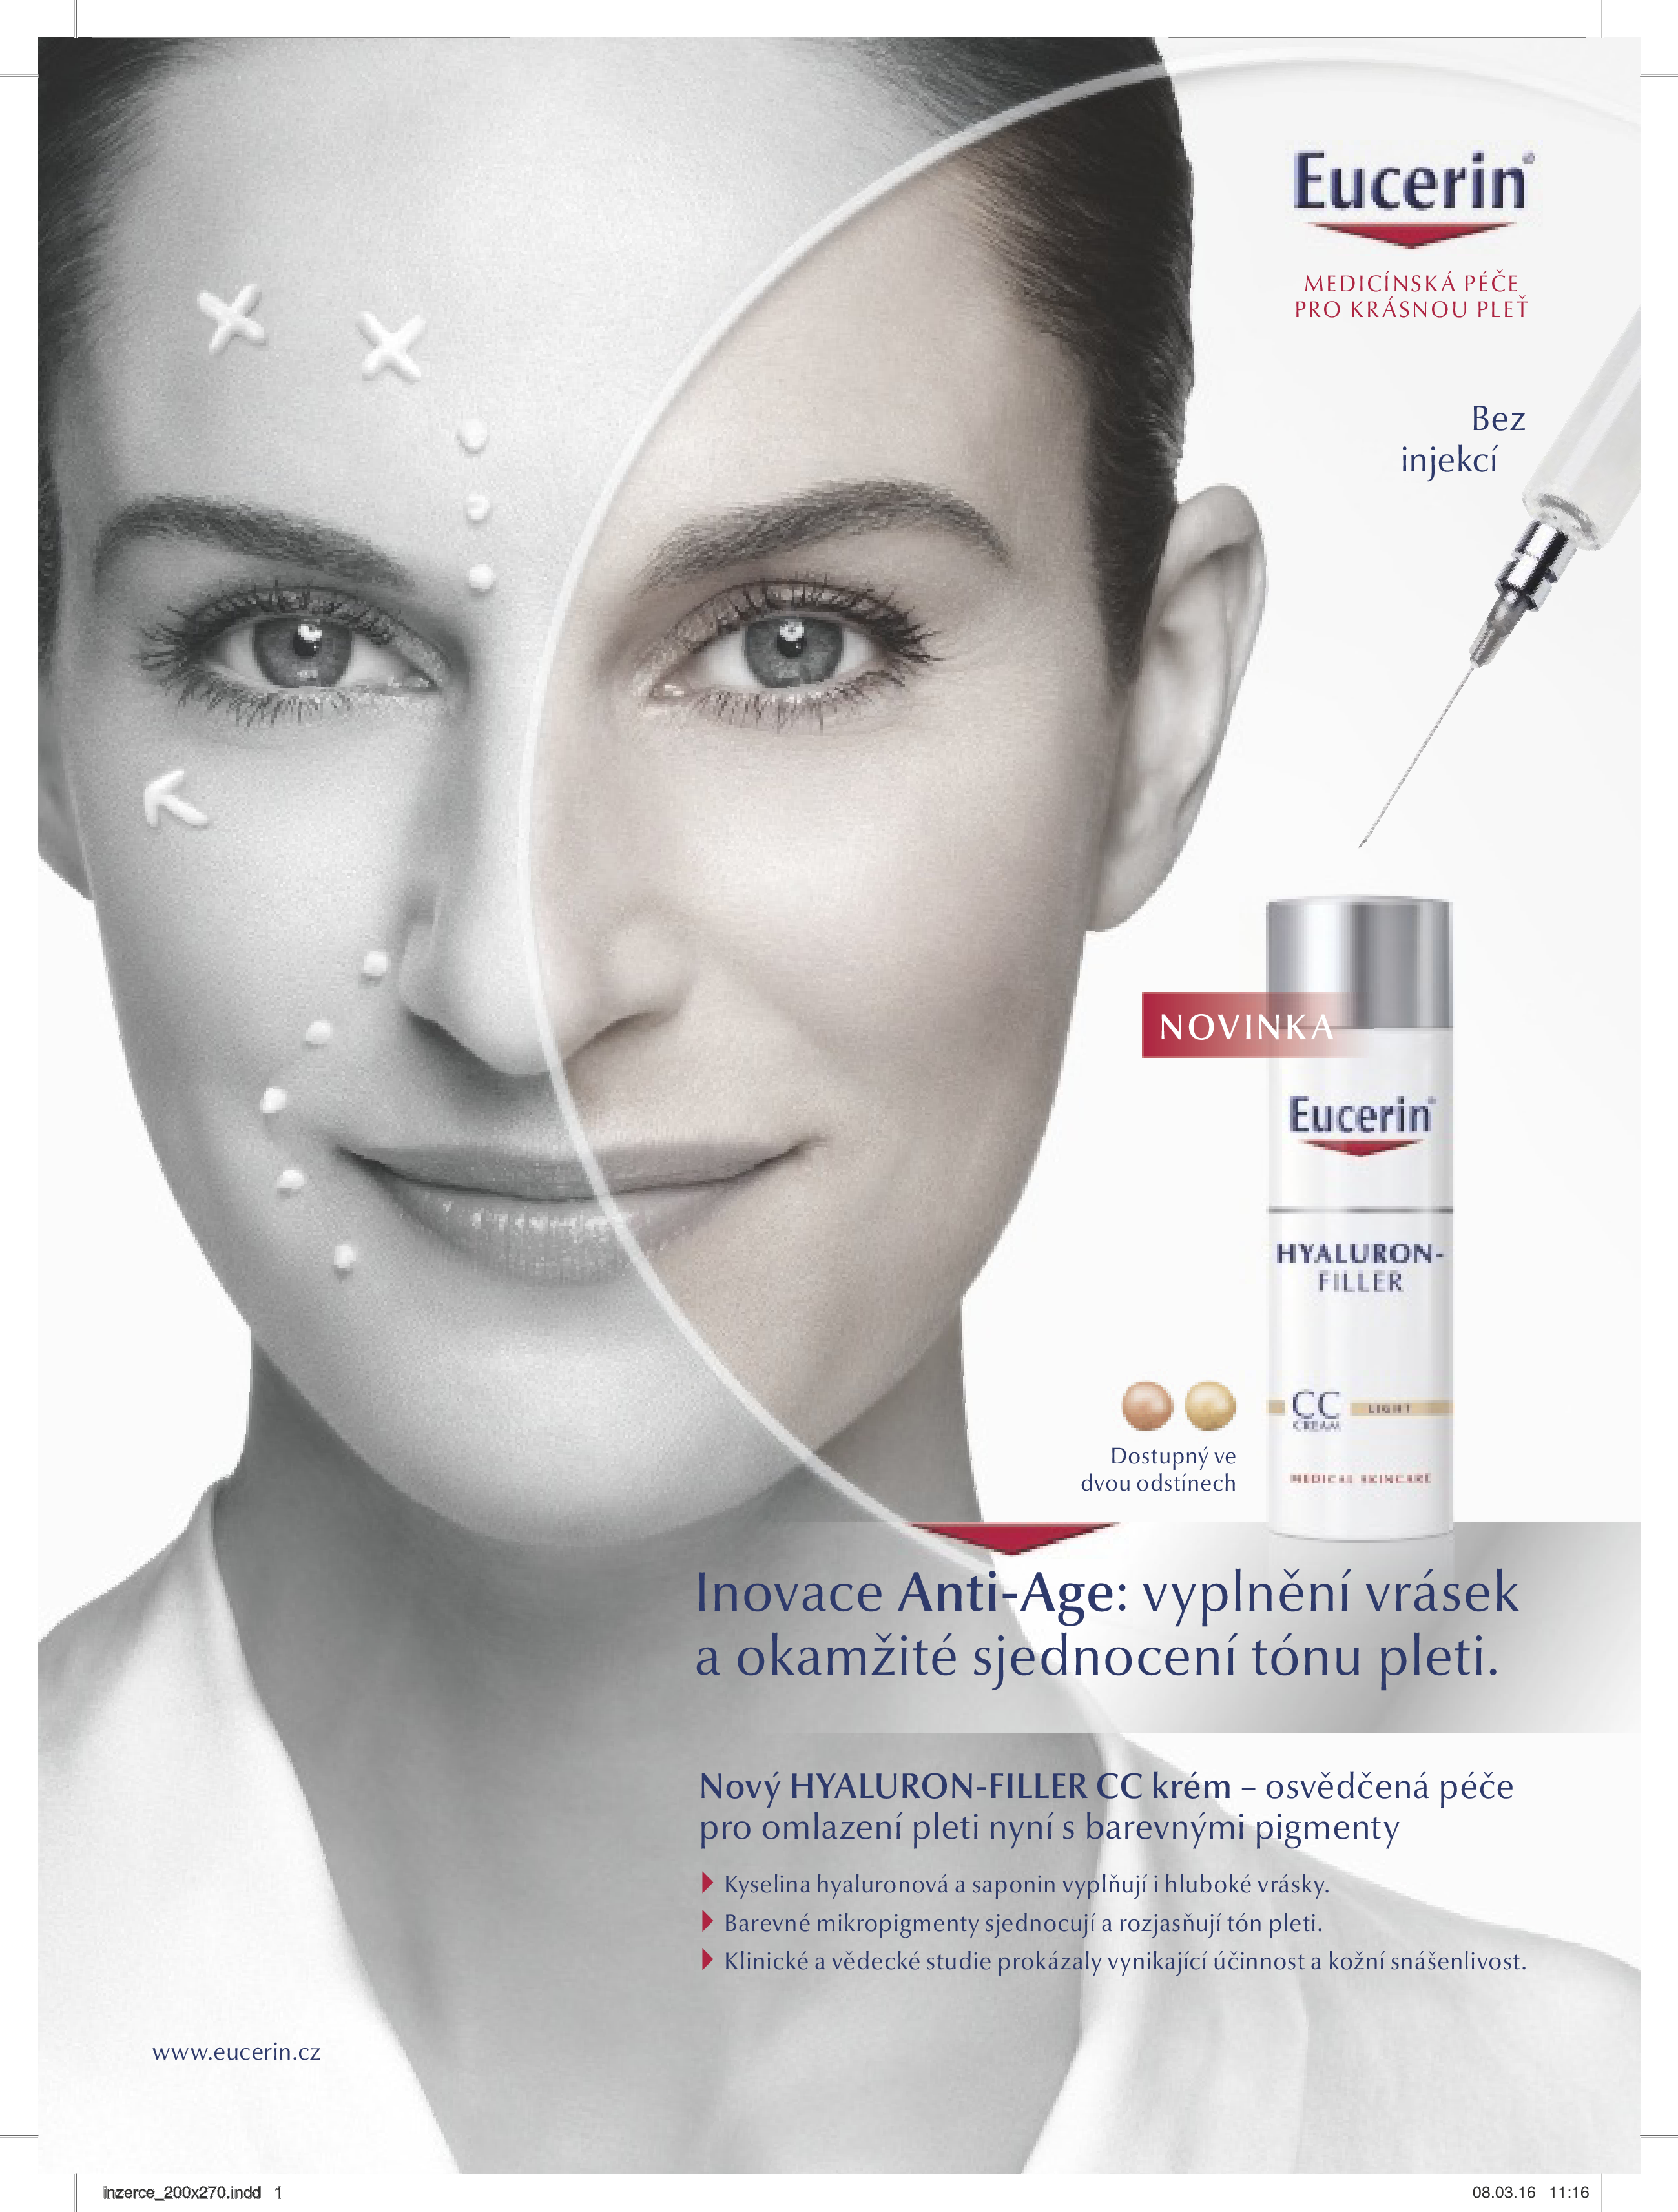 Eucerin®
MEDICÍNSKÁ PÉČE
PRO KRÁSNOU PLEŤ
Bez
injekcí
NOVINKA
Eucerin®
HYALURON-
FILLER
CC
CREAM
LIGHT
MEDICAL SKINCARE
Dostupný ve
dvou odstínech
Inovace Anti-Age: vyplnění vrásek
a okamžité sjednocení tónu pleti.
Nový HYALURON-FILLER CC krém – osvědčená péče
pro omlazení pleti nyní s barevnými pigmenty
Kyselina hyaluronová a saponin vyplňují i hluboké vrásky.
Barevné mikropigmenty sjednocují a rozjasňují tón pleti.
Klinické a vědecké studie prokázaly vynikající účinnost a kožní snášenlivost.
www.eucerin.cz
inzerce_200x270.indd 1
08.03.16 11:16